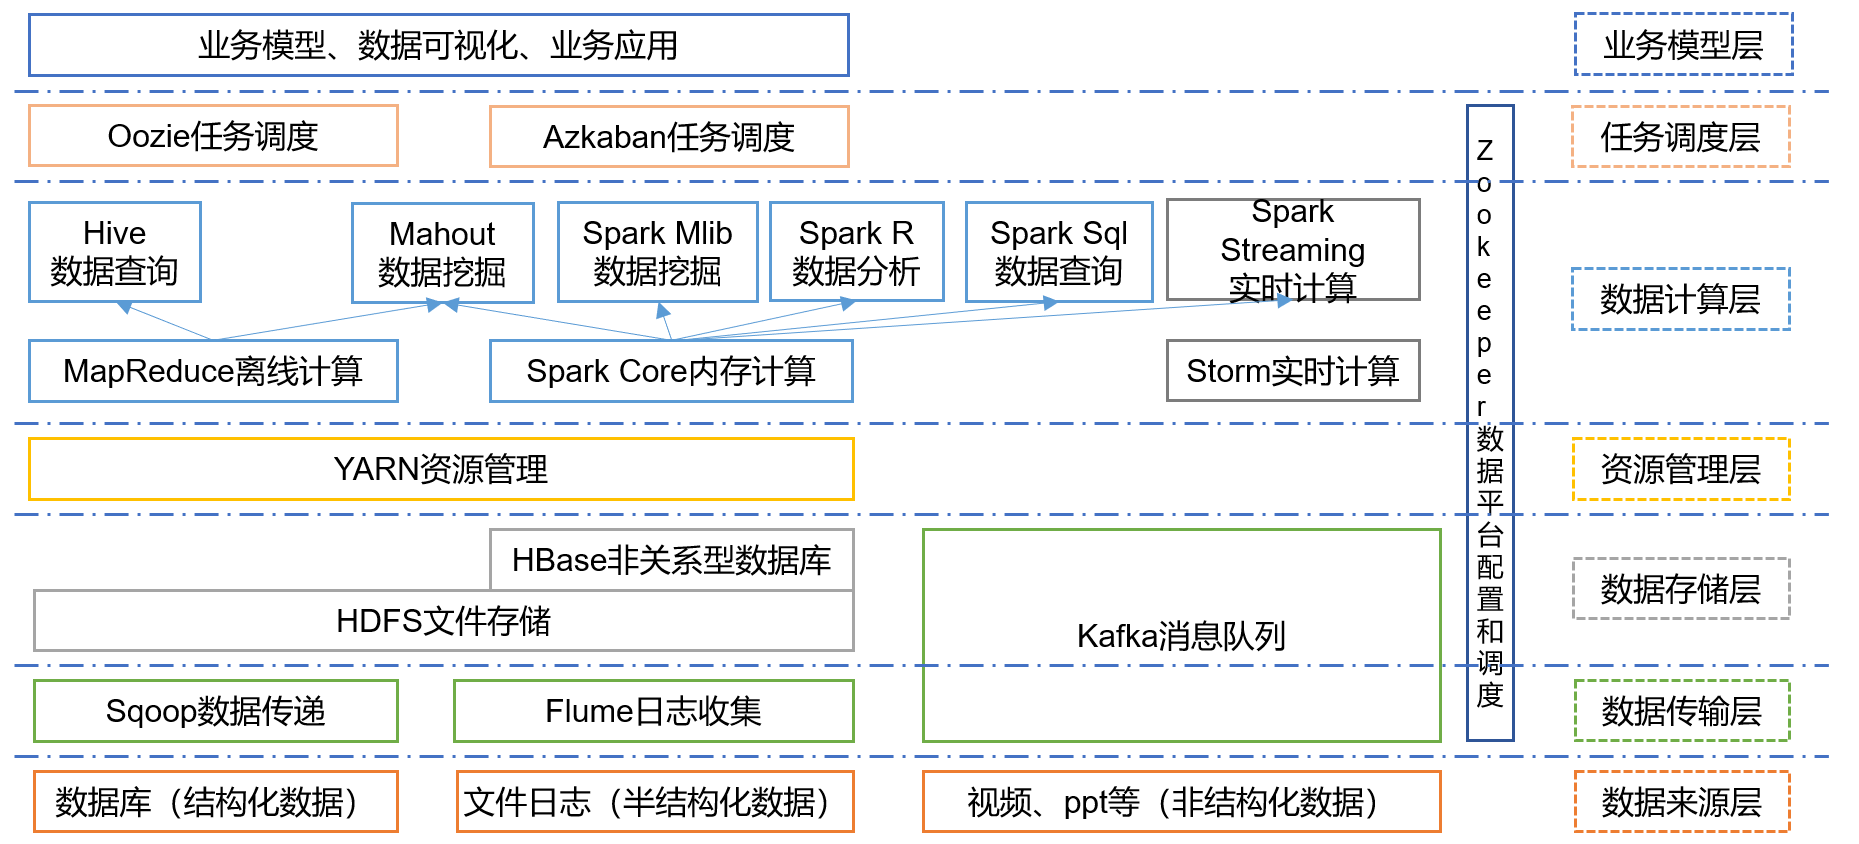 业务模型、数据可视化、业务应用
业务模型层
Oozie任务调度
Azkaban任务调度
任务调度层
Hive
数据查询
Mahout
数据挖掘
Spark Mlib
数据挖掘
Spark R
数据分析
Spark Sql
数据查询
Spark
Streaming
实时计算
数据计算层
MapReduce离线计算
Spark Core内存计算
Storm实时计算
Zookeeper数据平台配置和调度
YARN资源管理
资源管理层
HBase非关系型数据库
HDFS文件存储
Kafka消息队列
数据存储层
Sqoop数据传递
Flume日志收集
数据传输层
数据库（结构化数据）
文件日志（半结构化数据）
视频、ppt等（非结构化数据）
数据来源层